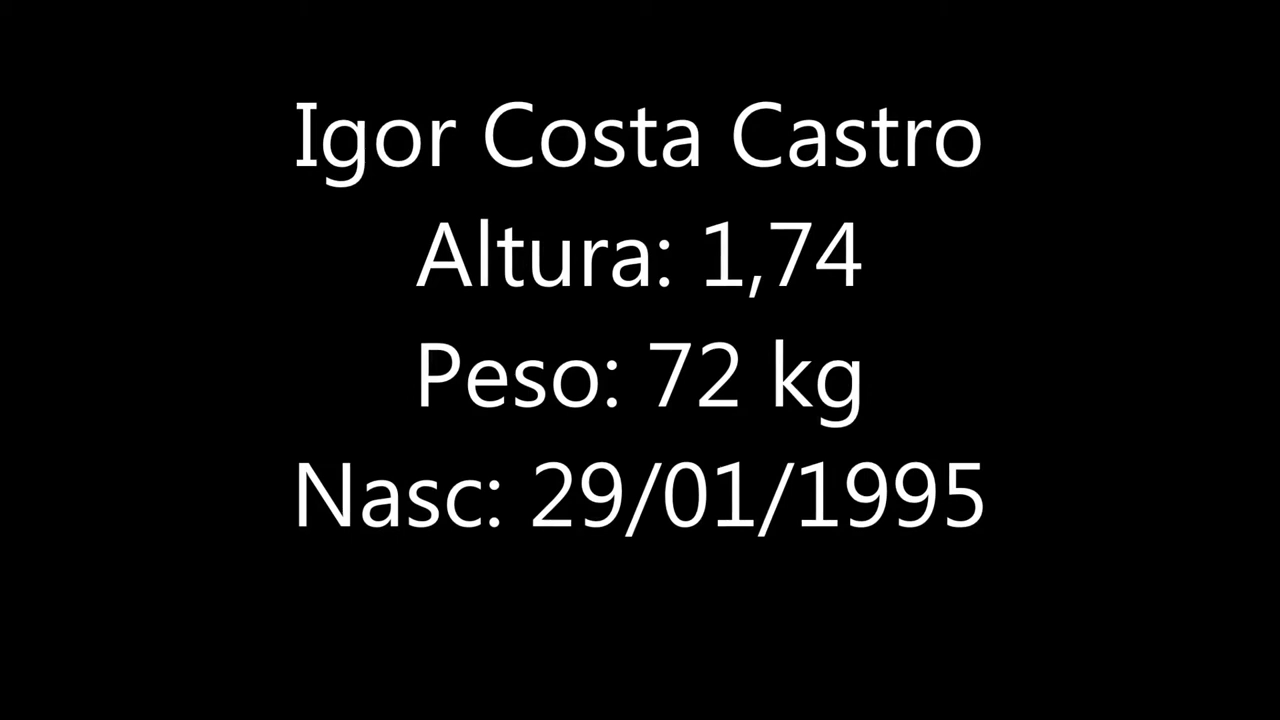 Igor Costa Castro
Altura: 1,74
Peso: 72 kg
Nasc: 29/01/1995